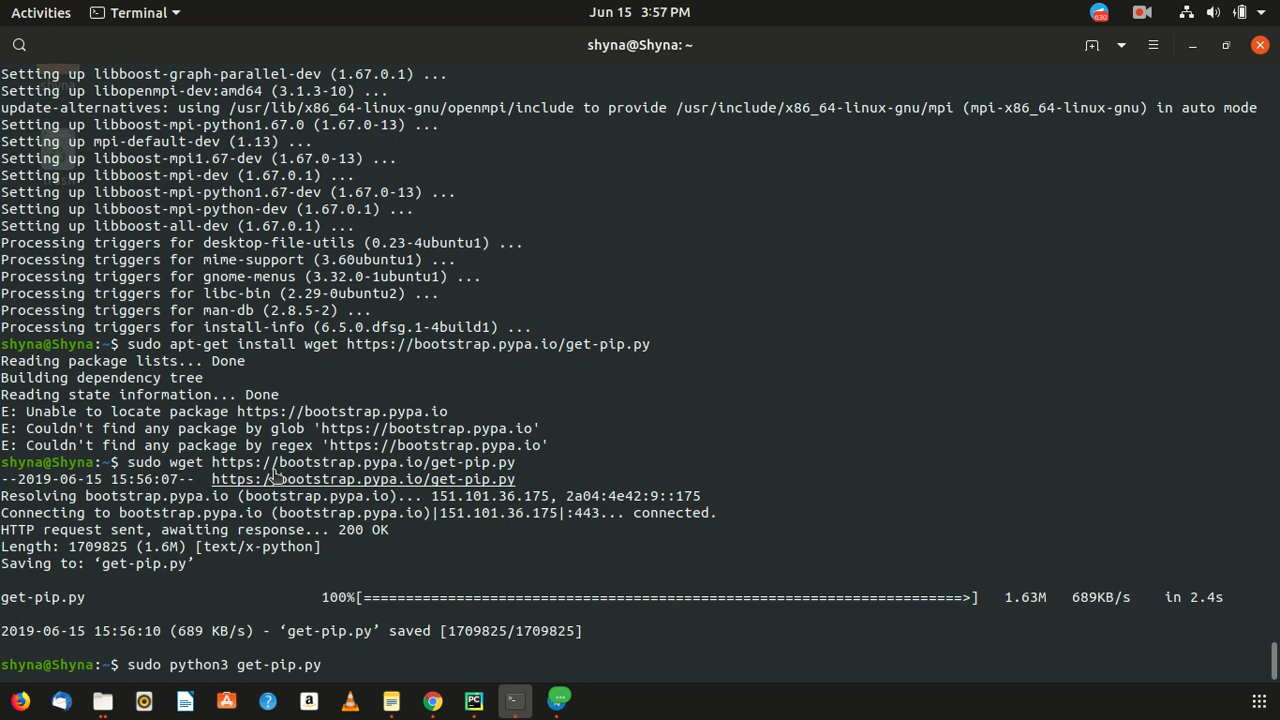 Activities Terminal Jun 15 3:57 PM 630
shyna@Shyna: ~
Setting up libboost-graph-parallel-dev (1.67.0.1) ...
Setting up libopenmpi-dev:amd64 (3.1.3-10) ...
update-alternatives: using /usr/lib/x86_64-linux-gnu/openmpi/include to provide /usr/include/x86_64-linux-gnu/mpi (mpi-x86_64-linux-gnu) in auto mode
Setting up libboost-mpi-python1.67.0 (1.67.0-13) ...
Setting up mpi-default-dev (1.13) ...
Setting up libboost-mpi1.67-dev (1.67.0-13) ...
Setting up libboost-mpi-dev (1.67.0.1) ...
Setting up libboost-mpi-python1.67-dev (1.67.0-13) ...
Setting up libboost-mpi-python-dev (1.67.0.1) ...
Setting up libboost-all-dev (1.67.0.1) ...
Processing triggers for desktop-file-utils (0.23-4ubuntu1) ...
Processing triggers for mime-support (3.60ubuntu1) ...
Processing triggers for gnome-menus (3.32.0-1ubuntu1) ...
Processing triggers for libc-bin (2.29-0ubuntu2) ...
Processing triggers for man-db (2.8.5-2) ...
Processing triggers for install-info (6.5.0.dfsg.1-4build1) ...
shyna@Shyna:~$ sudo apt-get install wget https://bootstrap.pypa.io/get-pip.py
Reading package lists... Done
Building dependency tree
Reading state information... Done
E: Unable to locate package https://bootstrap.pypa.io
E: Couldn't find any package by glob 'https://bootstrap.pypa.io'
E: Couldn't find any package by regex 'https://bootstrap.pypa.io'
shyna@Shyna:~$ sudo wget https://bootstrap.pypa.io/get-pip.py
--2019-06-15 15:56:07-- https://bootstrap.pypa.io/get-pip.py
Resolving bootstrap.pypa.io (bootstrap.pypa.io)... 151.101.36.175, 2a04:4e42:9::175
Connecting to bootstrap.pypa.io (bootstrap.pypa.io)|151.101.36.175|:443... connected.
HTTP request sent, awaiting response... 200 OK
Length: 1709825 (1.6M) [text/x-python]
Saving to: ‘get-pip.py’
get-pip.py 100%[=======================================================================>] 1.63M 689KB/s in 2.4s
2019-06-15 15:56:10 (689 KB/s) - ‘get-pip.py’ saved [1709825/1709825]
shyna@Shyna:~$ sudo python3 get-pip.py